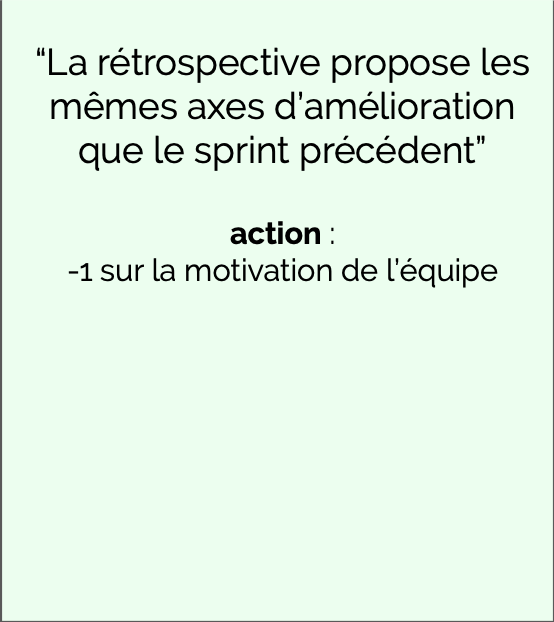 “La rétrospective propose les
mêmes axes d’amélioration
que le sprint précédent”
action :
-1 sur la motivation de l’équipe